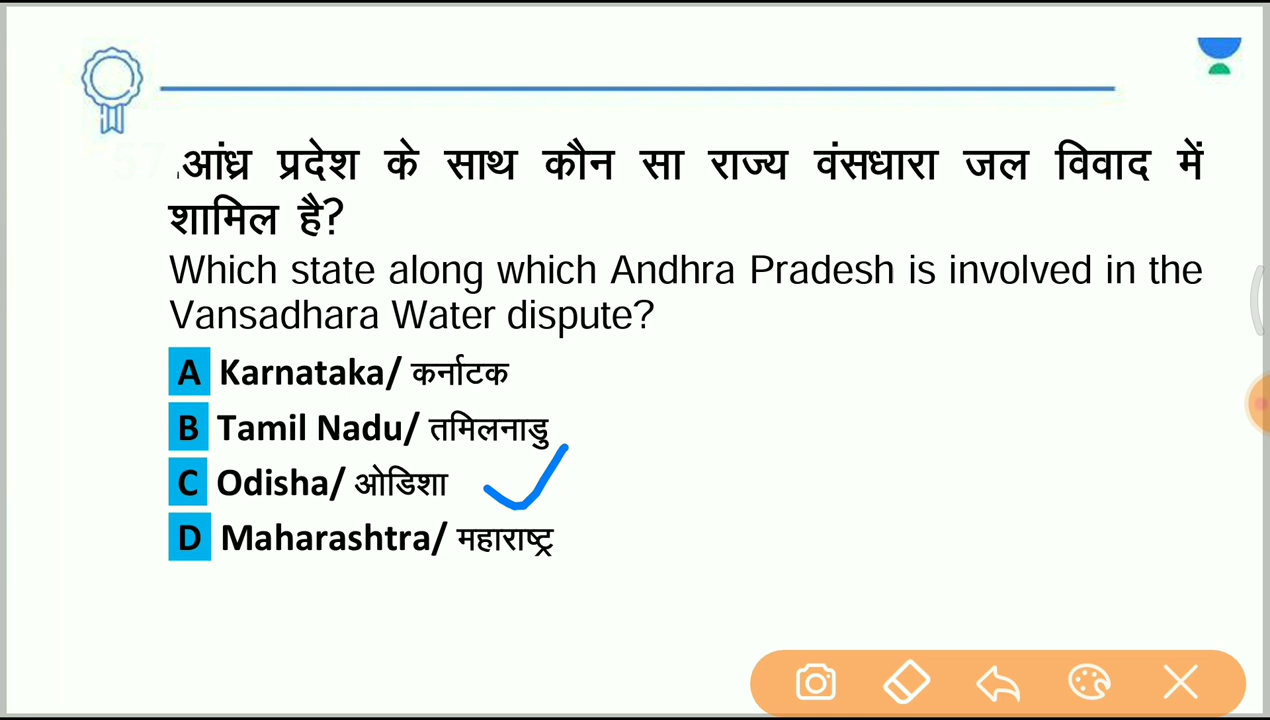 .आंध्र प्रदेश के साथ कौन सा राज्य वंसधारा जल विवाद में
शामिल है?
Which state along which Andhra Pradesh is involved in the
Vansadhara Water dispute?
A Karnataka/ कर्नाटक
B Tamil Nadu/ तमिलनाडु
C Odisha/ ओडिशा
D Maharashtra/ महाराष्ट्र